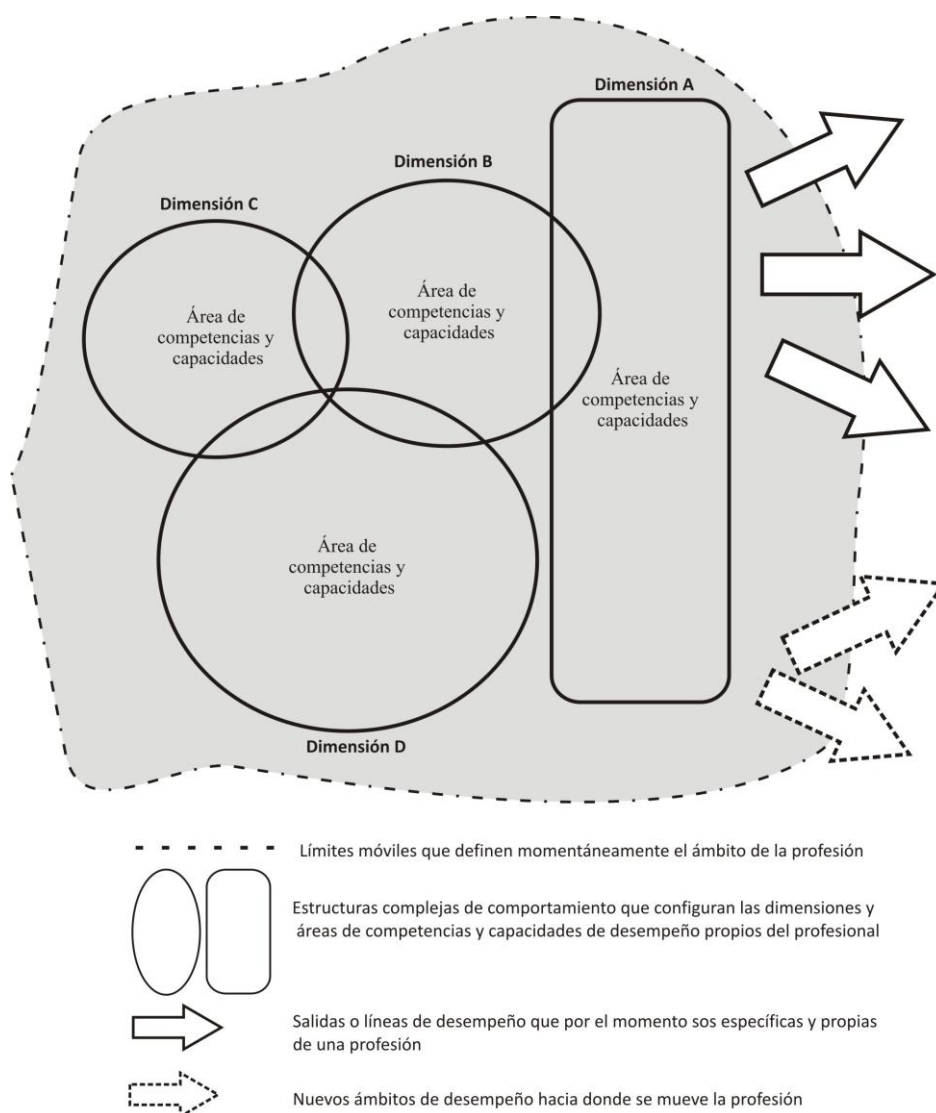 Dimensión A
Dimensión B
Dimensión C
Área de
competencias y
capacidades
Área de
competencias y
capacidades
Área de
competencias y
capacidades
Área de
competencias y
capacidades
Dimensión D
Límites móviles que definen momentáneamente el ámbito de la profesión
Estructuras complejas de comportamiento que configuran las dimensiones y
áreas de competencias y capacidades de desempeño propios del profesional
Salidas o líneas de desempeño que por el momento sos específicas y propias
de una profesión
Nuevos ámbitos de desempeño hacia donde se mueve la profesión